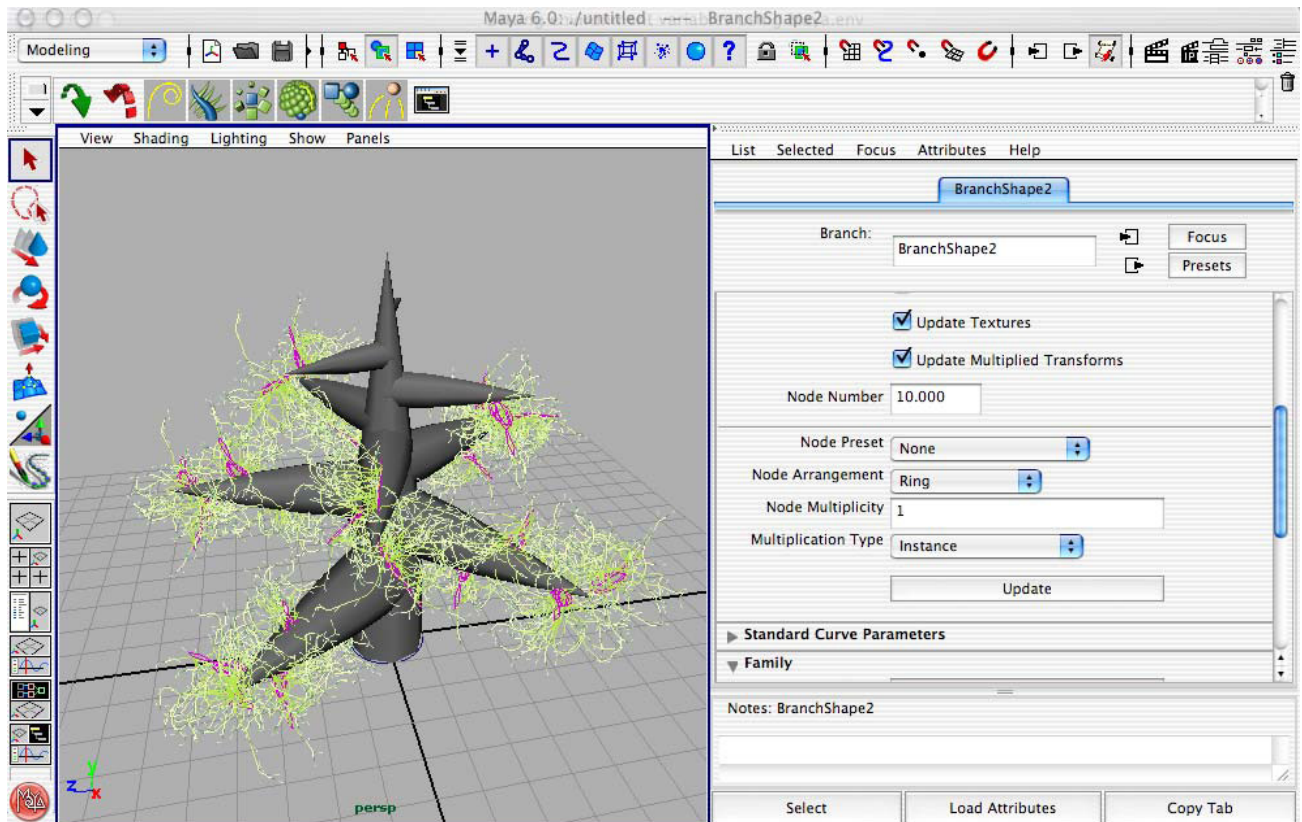 Maya 6.0: ./untitled ---- BranchShape2
Modeling
View Shading Lighting Show Panels
List Selected Focus Attributes Help
BranchShape2
Branch:
BranchShape2
Focus
Presets
Update Textures
Update Multiplied Transforms
Node Number 10.000
Node Preset None
Node Arrangement Ring
Node Multiplicity 1
Multiplication Type Instance
Update
Standard Curve Parameters
Family
Notes: BranchShape2
y
z x
persp
Select Load Attributes Copy Tab